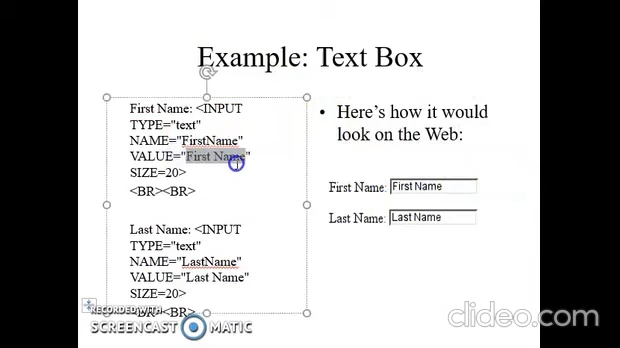 Example: Text Box
First Name: <INPUT
TYPE="text"
NAME="FirstName"
VALUE="First Name"
SIZE=20>
<BR><BR>
Last Name: <INPUT
TYPE="text"
NAME="LastName"
VALUE="Last Name"
SIZE=20>
<BR><BR>
• Here's how it would
look on the Web:
First Name: First Name
Last Name: Last Name
RECORDED WITH
SCREENCAST MATIC
clideo.com